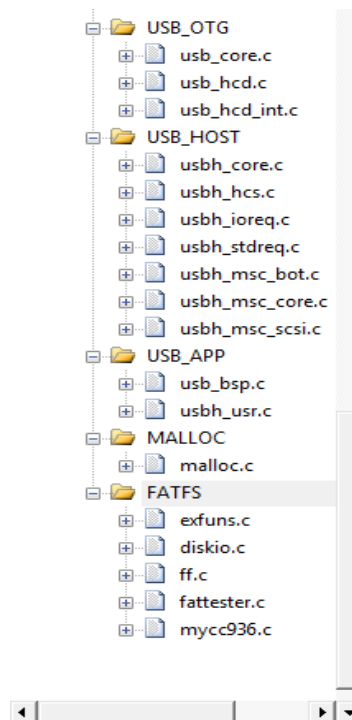 USB_OTG
usb_core.c
usb_hcd.c
usb_hcd_int.c
USB_HOST
usbh_core.c
usbh_hcs.c
usbh_ioreq.c
usbh_stdreq.c
usbh_msc_bot.c
usbh_msc_core.c
usbh_msc_scsi.c
USB_APP
usb_bsp.c
usbh_usr.c
MALLOC
malloc.c
FATFS
exfuns.c
diskio.c
ff.c
fattester.c
mycc936.c